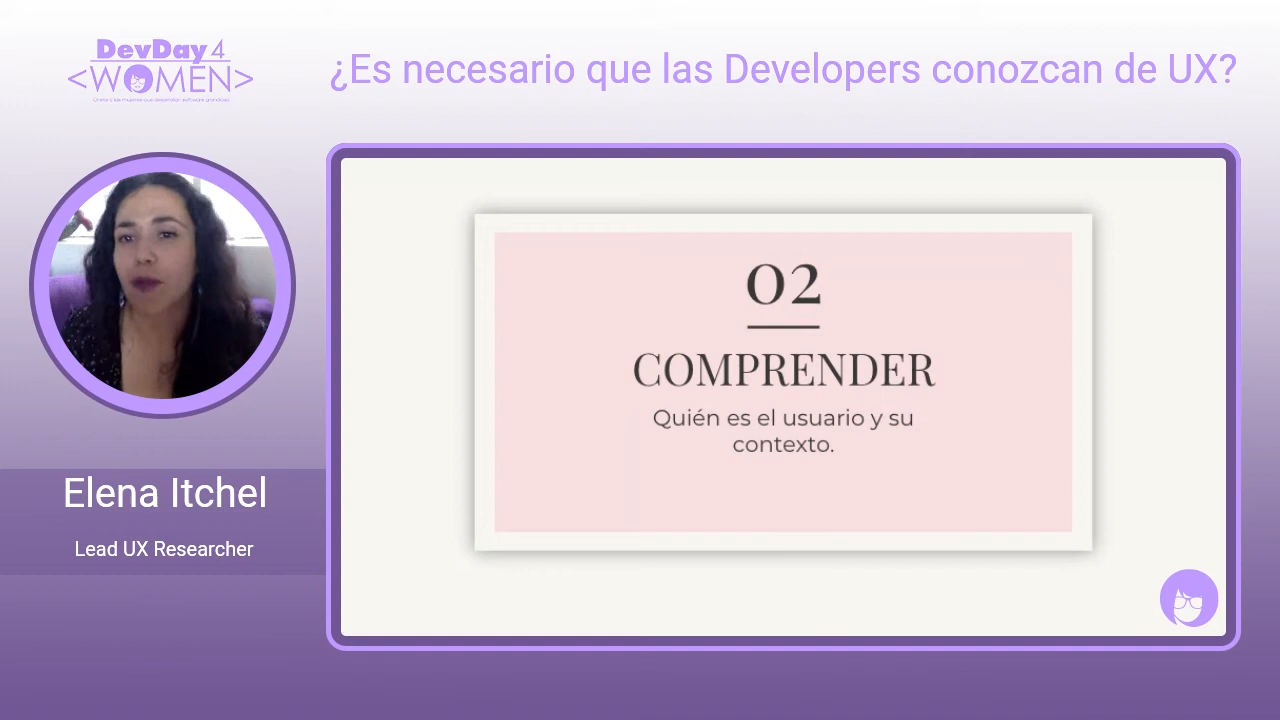 DevDay4
<WOMEN>
¿Es necesario que las Developers conozcan de UX?
02
COMPRENDER
Quién es el usuario y su
contexto.
Elena Itchel
Lead UX Researcher